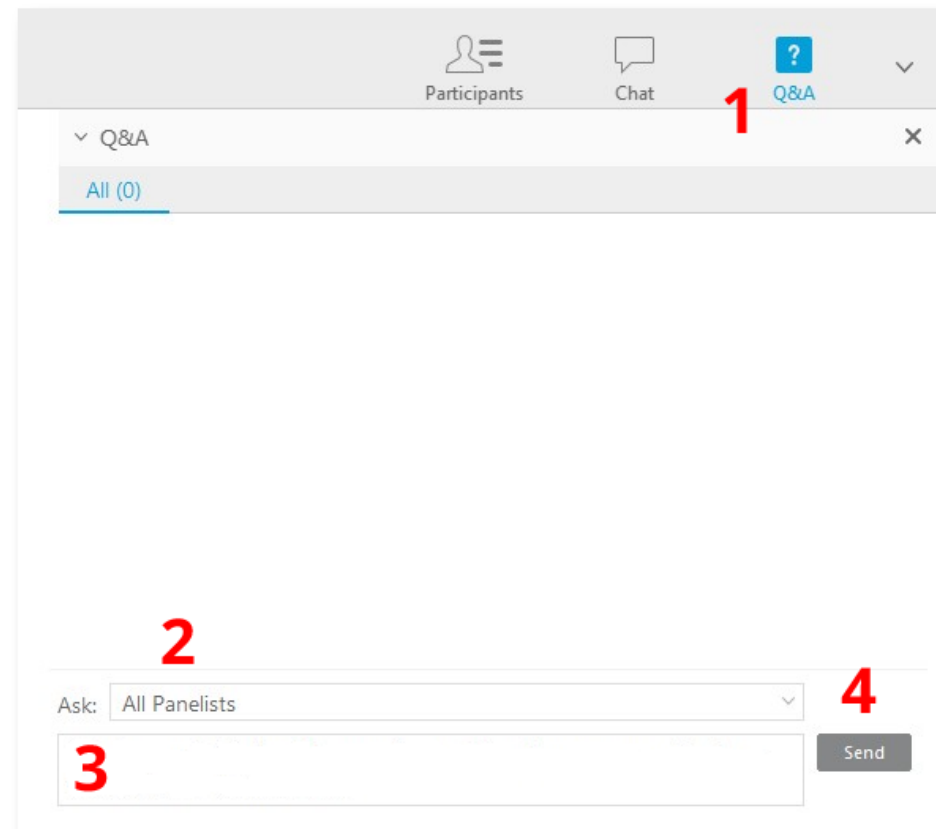 Participants Chat ? Q&A
1
Q&A
All (0)
2
Ask: All Panelists
4
3
Send